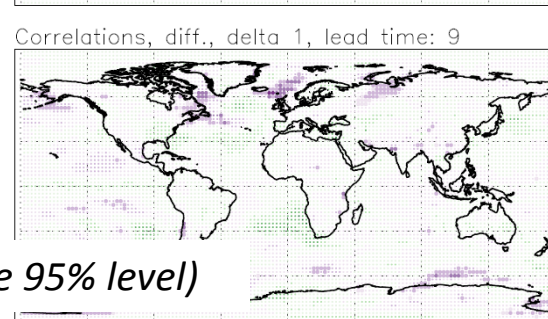 Correlations, diff., delta 1, lead time: 9
e 95% level)